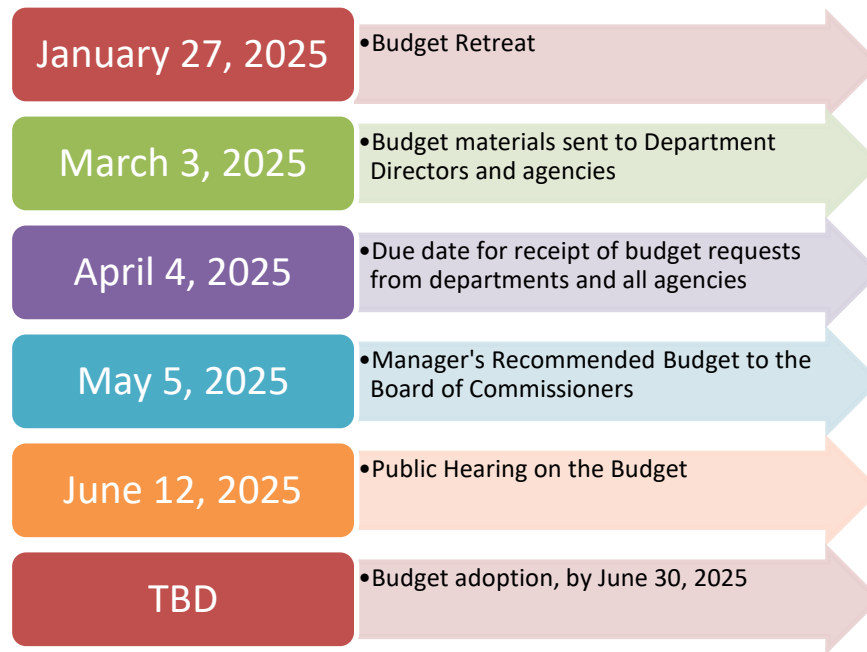 January 27, 2025
•Budget Retreat
March 3, 2025
•Budget materials sent to Department
Directors and agencies
April 4, 2025
•Due date for receipt of budget requests
from departments and all agencies
May 5, 2025
•Manager's Recommended Budget to the
Board of Commissioners
June 12, 2025
•Public Hearing on the Budget
TBD
•Budget adoption, by June 30, 2025